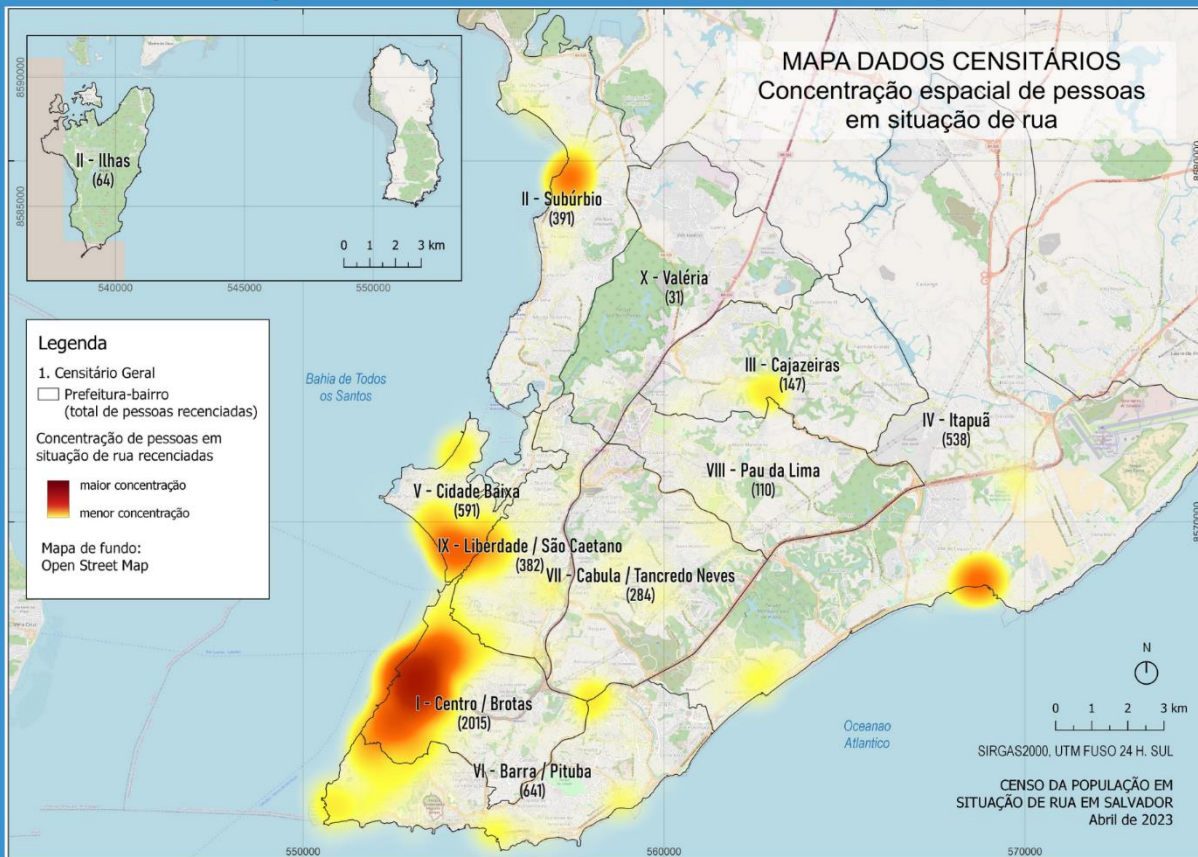 MAPA DADOS CENSITÁRIOS
Concentração espacial de pessoas
em situação de rua
II - Ilhas
(64)
0 1 2 3 km
540000
545000
550000
8590000
8585000
II - Subúrbio
(391)
X - Valéria
(31)
III - Cajazeiras
(147)
IV - Itapuã
(538)
VIII - Pau da Lima
(110)
V - Cidade Baixa
(591)
IX - Liberdade / São Caetano
(382)
VII - Cabula / Tancredo Neves
(284)
I - Centro / Brotas
(2015)
VI - Barra / Pituba
(641)
Bahia de Todos
os Santos
Oceanao
Atlantico
Legenda
1. Censitário Geral
Prefeitura-bairro
(total de pessoas recenciadas)
Concentração de pessoas em
situação de rua recenciadas
maior concentração
menor concentração
Mapa de fundo:
Open Street Map
N
0 1 2 3 km
SIRGAS2000, UTM FUSO 24 H. SUL
CENSO DA POPULAÇÃO EM
SITUAÇÃO DE RUA EM SALVADOR
Abril de 2023
8580000
8570000
550000
560000
570000